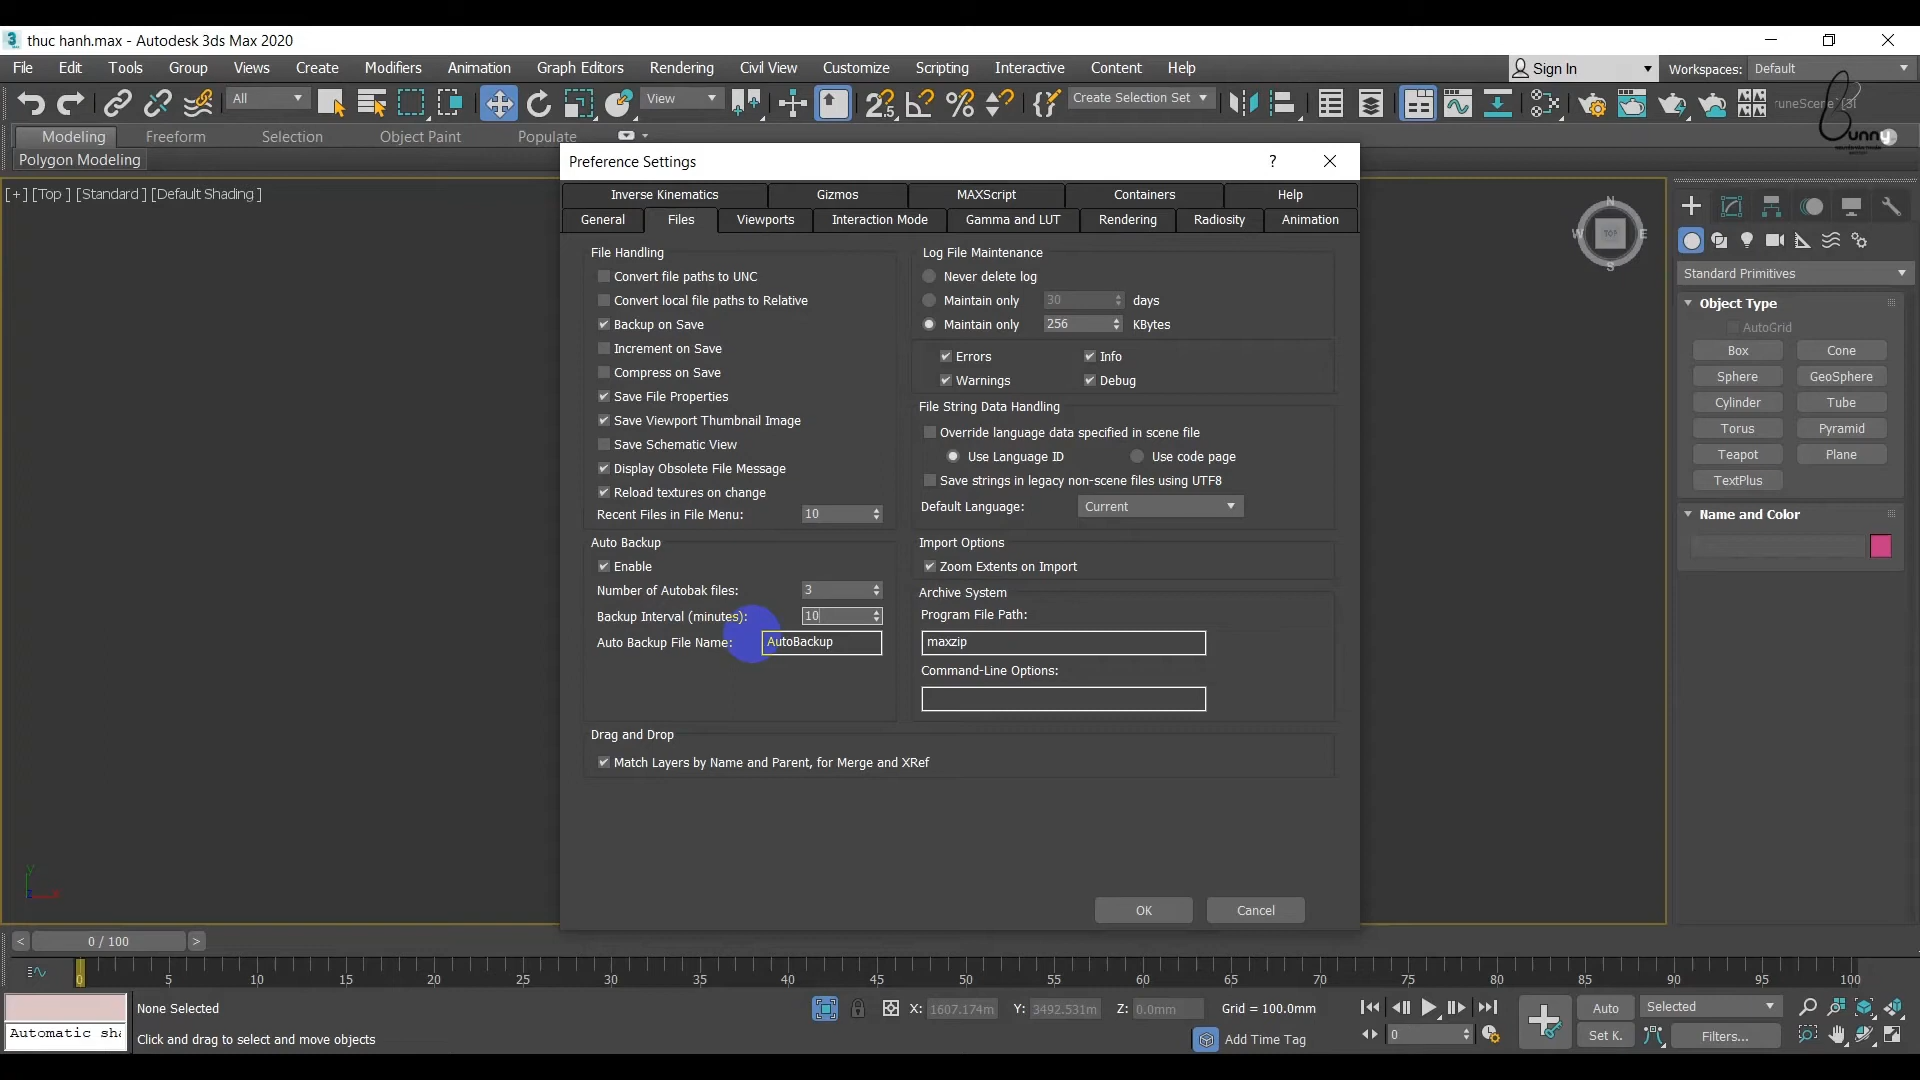 thuc hanh.max - Autodesk 3ds Max 2020
File Edit Tools Group Views Create Modifiers Animation Graph Editors Rendering Civil View Customize Scripting Interactive Content Help
Sign In Workspaces: Default
All View Create Selection Set
Modeling Freeform Selection Object Paint Populate
Polygon Modeling
[+] [Top ] [Standard ] [Default Shading ]
Preference Settings
Inverse Kinematics Gizmos MAXScript Containers Help
General Files Viewports Interaction Mode Gamma and LUT Rendering Radiosity Animation
File Handling
Convert file paths to UNC
Convert local file paths to Relative
Backup on Save
Increment on Save
Compress on Save
Save File Properties
Save Viewport Thumbnail Image
Save Schematic View
Display Obsolete File Message
Reload textures on change
Recent Files in File Menu: 10
Auto Backup
Enable
Number of Autobak files: 3
Backup Interval (minutes): 10
Auto Backup File Name: AutoBackup
Log File Maintenance
Never delete log
Maintain only 30 days
Maintain only 256 KBytes
Errors Info
Warnings Debug
File String Data Handling
Override language data specified in scene file
Use Language ID Use code page
Save strings in legacy non-scene files using UTF8
Default Language: Current
Import Options
Zoom Extents on Import
Archive System
Program File Path:
maxzip
Command-Line Options:
Drag and Drop
Match Layers by Name and Parent, for Merge and XRef
OK Cancel
N
W TOP E
S
Standard Primitives
Object Type
AutoGrid
Box Cone
Sphere GeoSphere
Cylinder Tube
Torus Pyramid
Teapot Plane
TextPlus
Name and Color
Bunny
y
x
< 0 / 100 >
0 5 10 15 20 25 30 35 40 45 50 55 60 65 70 75 80 85 90 95 100
None Selected
X: 1607.174m Y: 3492.531m Z: 0.0mm Grid = 100.0mm
Auto Selected
Automatic sha
Click and drag to select and move objects
Add Time Tag
0
Set K. Filters...